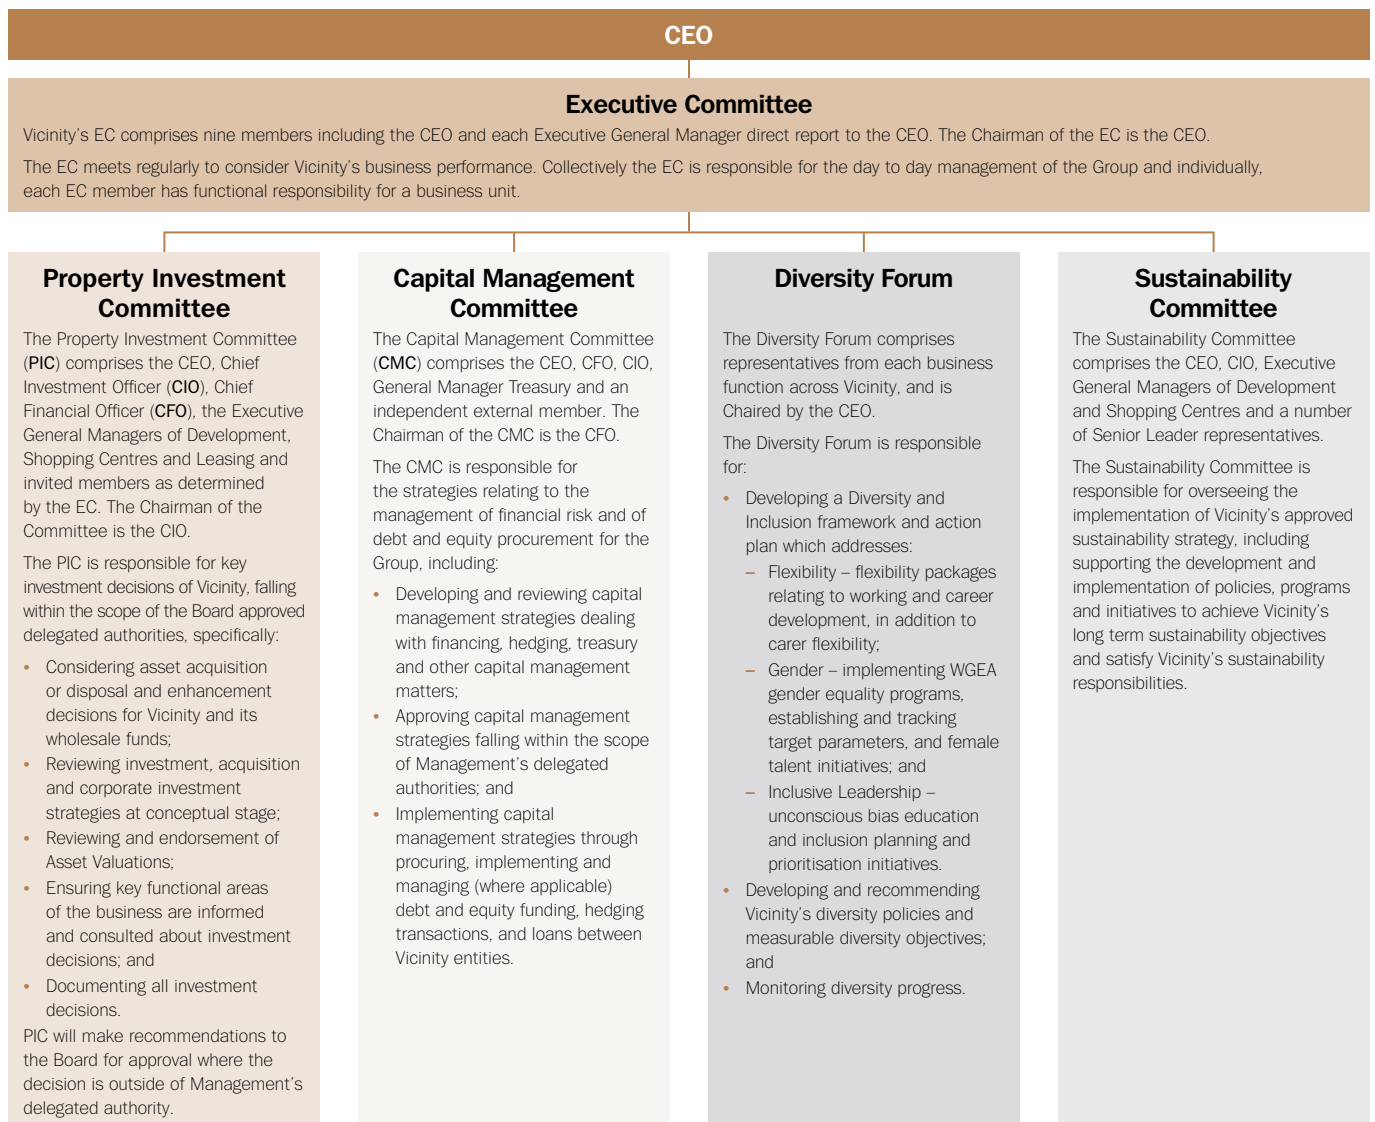 CEO
Executive Committee
Vicinity's EC comprises nine members including the CEO and each Executive General Manager direct report to the CEO. The Chairman of the EC is the CEO.
The EC meets regularly to consider Vicinity's business performance. Collectively the EC is responsible for the day to day management of the Group and individually,
each EC member has functional responsibility for a business unit.
Property Investment
Committee
The Property Investment Committee
(PIC) comprises the CEO, Chief
Investment Officer (CIO), Chief
Financial Officer (CFO), the Executive
General Managers of Development,
Shopping Centres and Leasing and
invited members as determined
by the EC. The Chairman of the
Committee is the CIO.
The PIC is responsible for key
investment decisions of Vicinity, falling
within the scope of the Board approved
delegated authorities, specifically:
• Considering asset acquisition
or disposal and enhancement
decisions for Vicinity and its
wholesale funds;
• Reviewing investment, acquisition
and corporate investment
strategies at conceptual stage;
• Reviewing and endorsement of
Asset Valuations;
• Ensuring key functional areas
of the business are informed
and consulted about investment
decisions; and
• Documenting all investment
decisions.
PIC will make recommendations to
the Board for approval where the
decision is outside of Management's
delegated authority.
Capital Management
Committee
The Capital Management Committee
(CMC) comprises the CEO, CFO, CIO,
General Manager Treasury and an
independent external member. The
Chairman of the CMC is the CFO.
The CMC is responsible for
the strategies relating to the
management of financial risk and of
debt and equity procurement for the
Group, including:
• Developing and reviewing capital
management strategies dealing
with financing, hedging, treasury
and other capital management
matters;
• Approving capital management
strategies falling within the scope
of Management's delegated
authorities; and
• Implementing capital
management strategies through
procuring, implementing and
managing (where applicable)
debt and equity funding, hedging
transactions, and loans between
Vicinity entities.
Diversity Forum
The Diversity Forum comprises
representatives from each business
function across Vicinity, and is
Chaired by the CEO.
The Diversity Forum is responsible
for:
• Developing a Diversity and
Inclusion framework and action
plan which addresses:
– Flexibility – flexibility packages
relating to working and career
development, in addition to
carer flexibility;
– Gender – implementing WGEA
gender equality programs,
establishing and tracking
target parameters, and female
talent initiatives; and
– Inclusive Leadership –
unconscious bias education
and inclusion planning and
prioritisation initiatives.
• Developing and recommending
Vicinity's diversity policies and
measurable diversity objectives;
and
• Monitoring diversity progress.
Sustainability
Committee
The Sustainability Committee
comprises the CEO, CIO, Executive
General Managers of Development
and Shopping Centres and a number
of Senior Leader representatives.
The Sustainability Committee is
responsible for overseeing the
implementation of Vicinity's approved
sustainability strategy, including
supporting the development and
implementation of policies, programs
and initiatives to achieve Vicinity's
long term sustainability objectives
and satisfy Vicinity's sustainability
responsibilities.